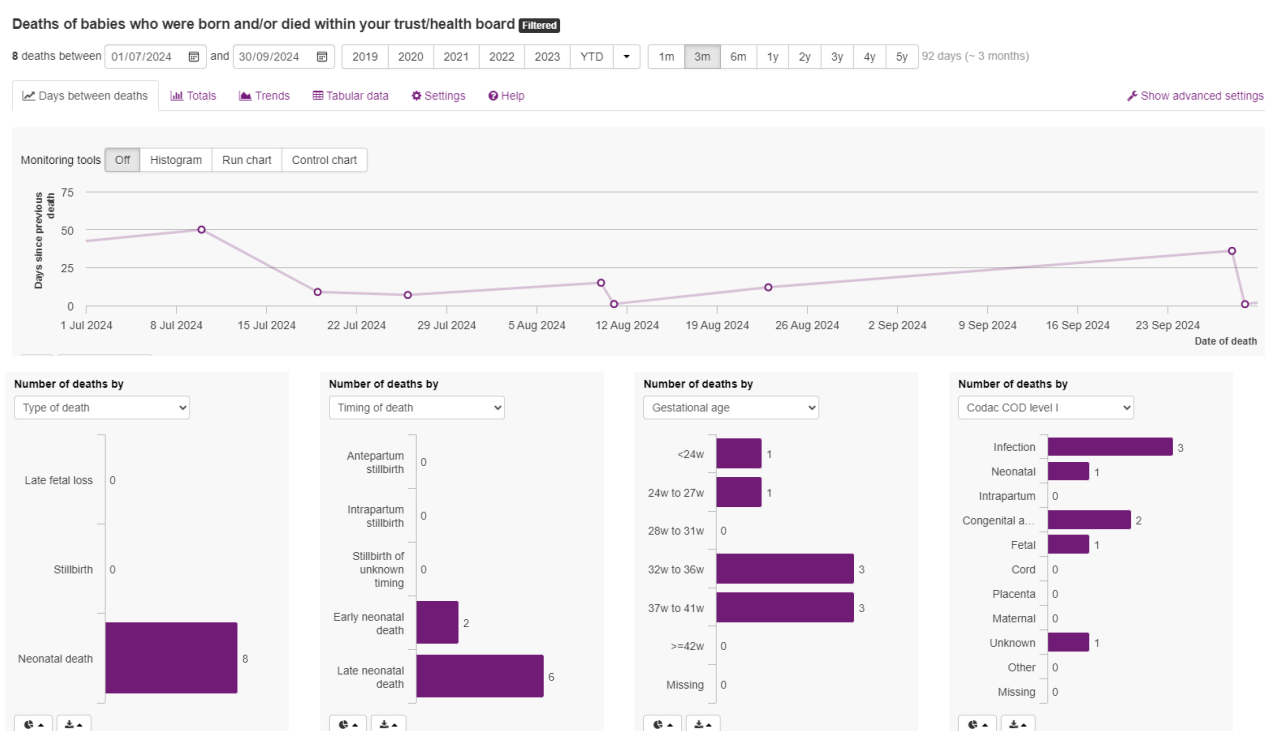 Deaths of babies who were born and/or died within your trust/health board Filtered
8 deaths between 01/07/2024 and 30/09/2024 2019 2020 2021 2022 2023 YTD 1m 3m 6m 1y 2y 3y 4y 5y 92 days (~ 3 months)
Days between deaths Totals Trends Tabular data Settings Help Show advanced settings
Monitoring tools Off Histogram Run chart Control chart
Days since previous
death
75
50
25
0
1 Jul 2024 8 Jul 2024 15 Jul 2024 22 Jul 2024 29 Jul 2024 5 Aug 2024 12 Aug 2024 19 Aug 2024 26 Aug 2024 2 Sep 2024 9 Sep 2024 16 Sep 2024 23 Sep 2024
Date of death
Number of deaths by
Type of death
Late fetal loss 0
Stillbirth 0
Neonatal death 8
Number of deaths by
Timing of death
Antepartum
stillbirth 0
Intrapartum
stillbirth 0
Stillbirth of
unknown
timing 0
Early neonatal
death 2
Late neonatal
death 6
Number of deaths by
Gestational age
<24w 1
24w to 27w 1
28w to 31w 0
32w to 36w 3
37w to 41w 3
>=42w 0
Missing 0
Number of deaths by
Codac COD level I
Infection 3
Neonatal 1
Intrapartum 0
Congenital a... 2
Fetal 1
Cord 0
Placenta 0
Maternal 0
Unknown 1
Other 0
Missing 0